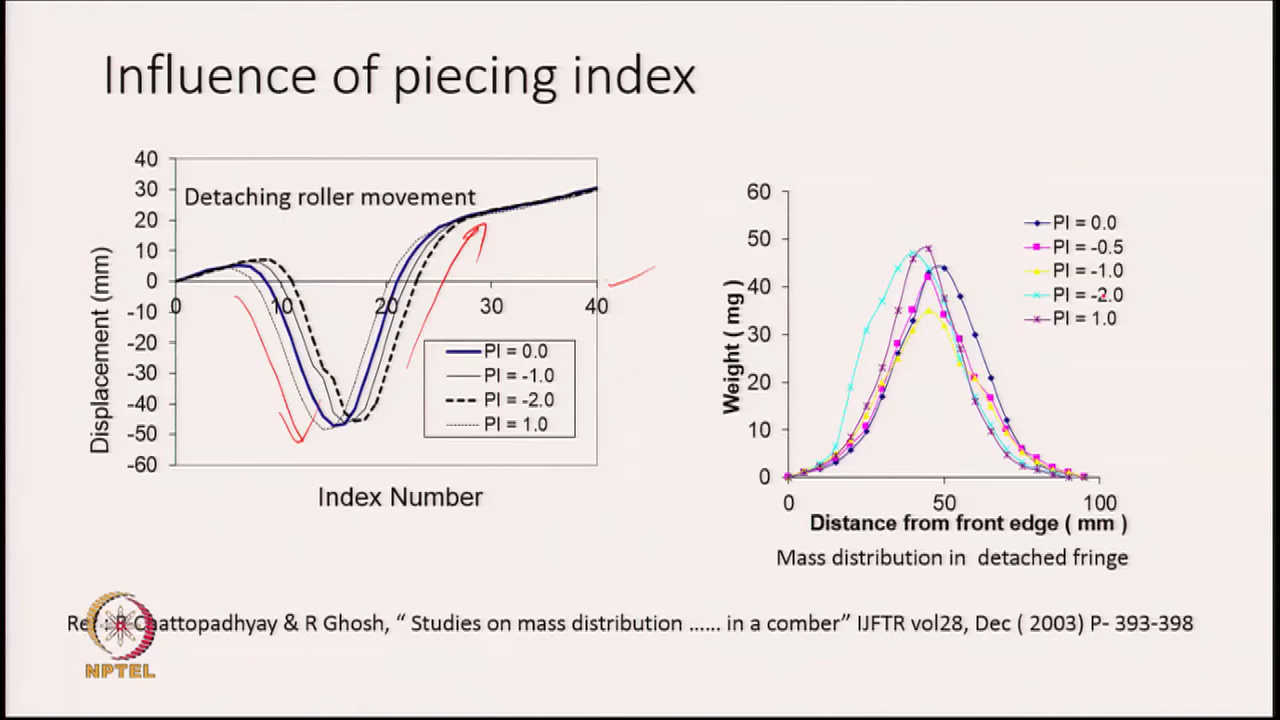 Influence of piecing index
40
30
20
10
0
-10
-20
-30
-40
-50
-60
Displacement (mm)
Detaching roller movement
0 10 20 30 40
PI = 0.0
PI = -1.0
PI = -2.0
PI = 1.0
Index Number
60
50
40
30
20
10
0
Weight ( mg )
PI = 0.0
PI = -0.5
PI = -1.0
PI = -2.0
PI = 1.0
0 50 100
Distance from front edge ( mm )
Mass distribution in detached fringe
& R Ghosh, “ Studies on mass distribution ...... in a comber” IJFTR vol28, Dec ( 2003) P- 393-398
NPTEL